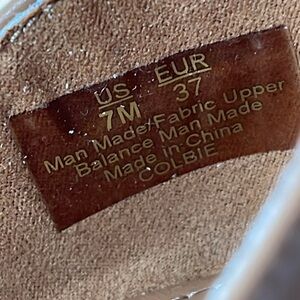 US EUR
7M 37
Man Made/Fabric Upper
Balance Man Made
Made in China
COLBIE